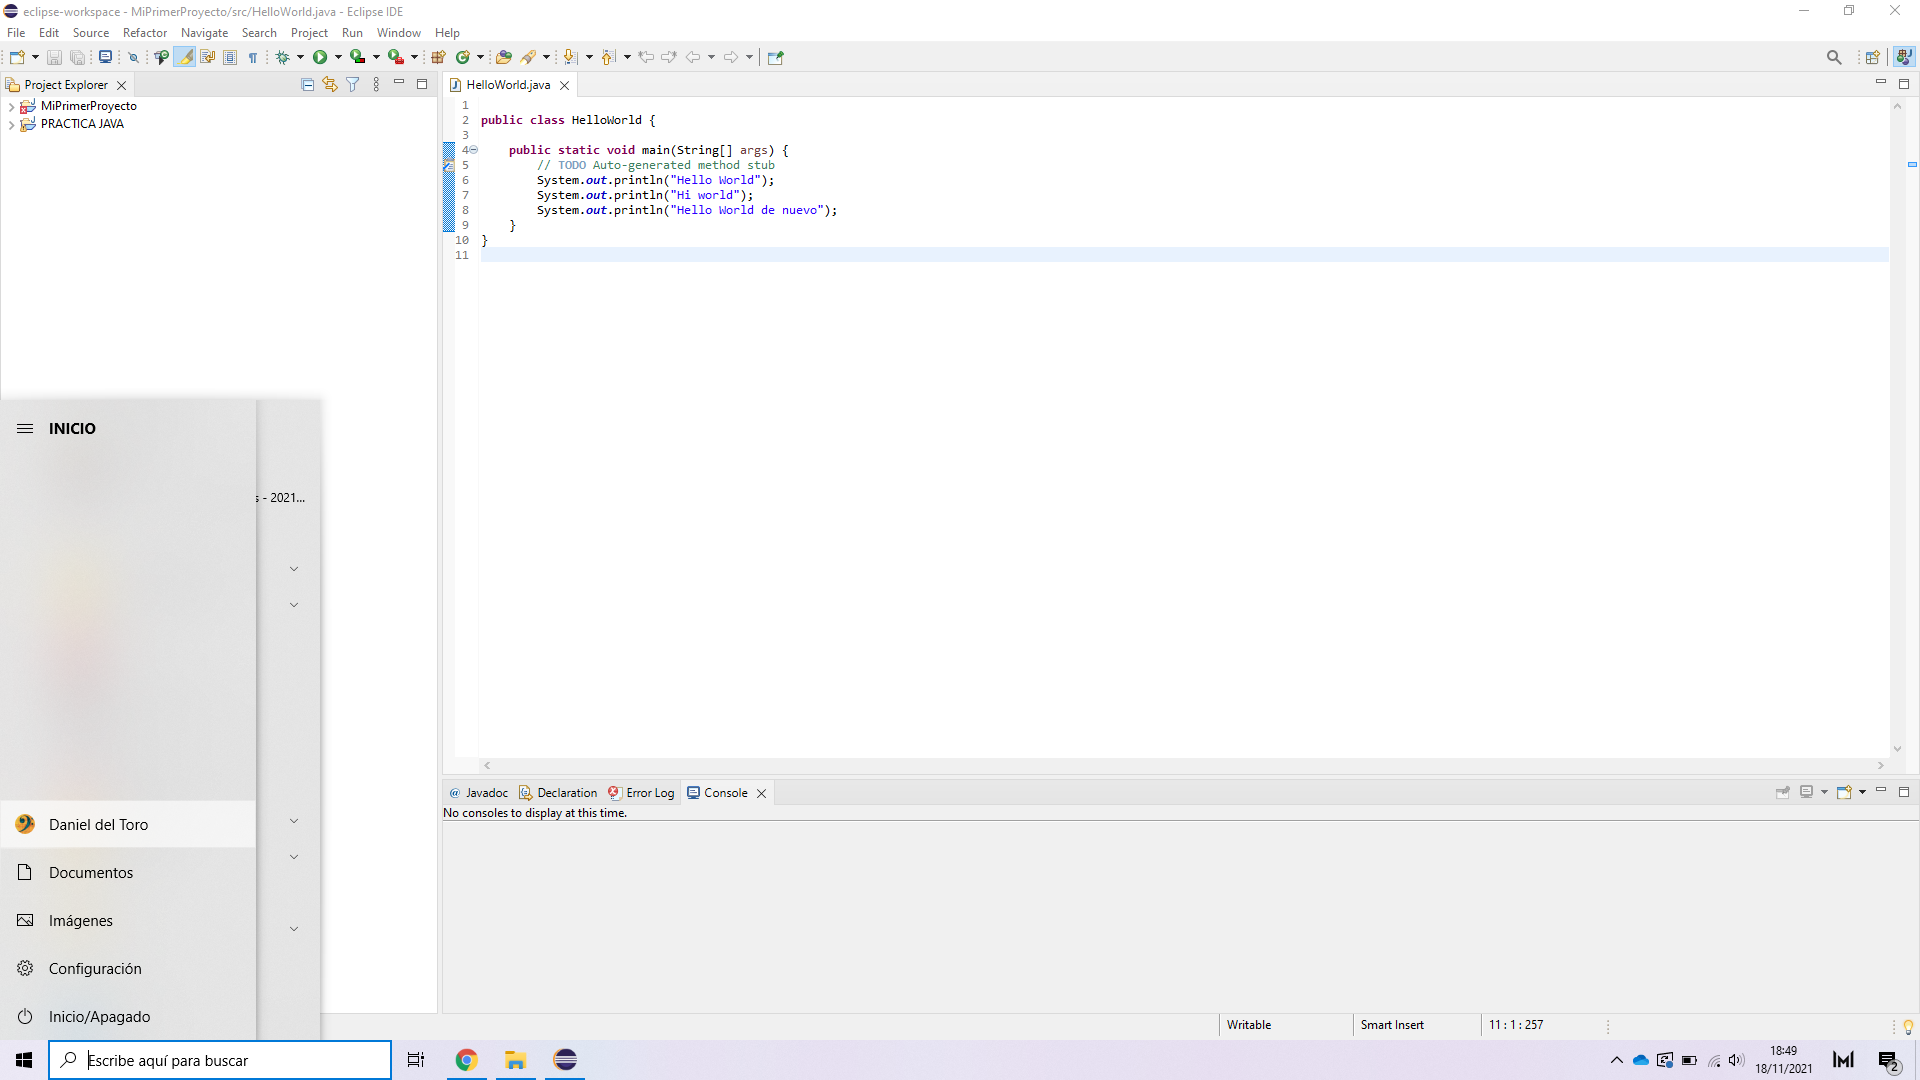 eclipse-workspace - MiPrimerProyecto/src/HelloWorld.java - Eclipse IDE
File Edit Source Refactor Navigate Search Project Run Window Help
Project Explorer
MiPrimerProyecto
PRACTICA JAVA
HelloWorld.java
1
2 public class HelloWorld {
3
4 public static void main(String[] args) {
5 // TODO Auto-generated method stub
6 System.out.println("Hello World");
7 System.out.println("Hi world");
8 System.out.println("Hello World de nuevo");
9 }
10 }
11
INICIO
s - 2021...
Daniel del Toro
Documentos
Imágenes
Configuración
Inicio/Apagado
@ Javadoc Declaration Error Log Console
No consoles to display at this time.
Writable Smart Insert 11 : 1 : 257
Escribe aquí para buscar
18:49
18/11/2021
2